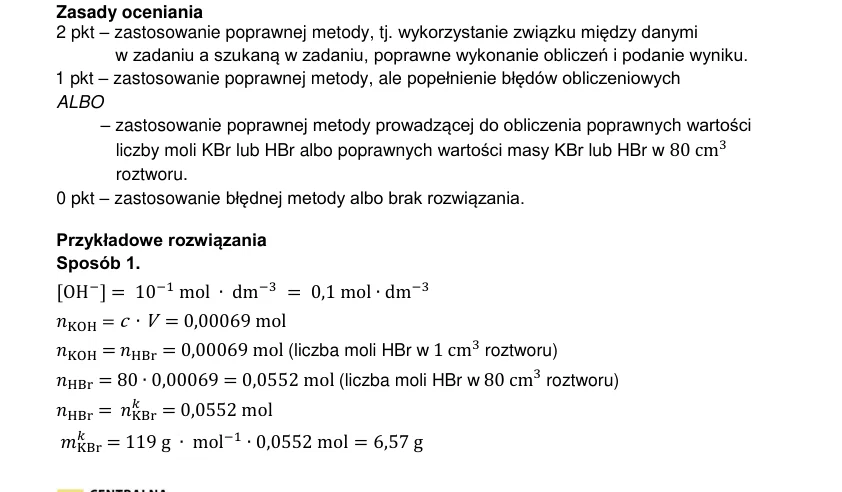 Zasady oceniania
2 pkt – zastosowanie poprawnej metody, tj. wykorzystanie związku między danymi
w zadaniu a szukaną w zadaniu, poprawne wykonanie obliczeń i podanie wyniku.
1 pkt – zastosowanie poprawnej metody, ale popełnienie błędów obliczeniowych
ALBO
– zastosowanie poprawnej metody prowadzącej do obliczenia poprawnych wartości
liczby moli KBr lub HBr albo poprawnych wartości masy KBr lub HBr w 80 cm³
roztworu.
0 pkt – zastosowanie błędnej metody albo brak rozwiązania.
Przykładowe rozwiązania
Sposób 1.
[OH⁻] = 10⁻¹ mol · dm⁻³ = 0,1 mol · dm⁻³
n_KOH = c · V = 0,00069 mol
n_KOH = n_HBr = 0,00069 mol (liczba moli HBr w 1 cm³ roztworu)
n_HBr = 80 · 0,00069 = 0,0552 mol (liczba moli HBr w 80 cm³ roztworu)
n_HBr = n^k_KBr = 0,0552 mol
m^k_KBr = 119 g · mol⁻¹ · 0,0552 mol = 6,57 g
CENTRALNA